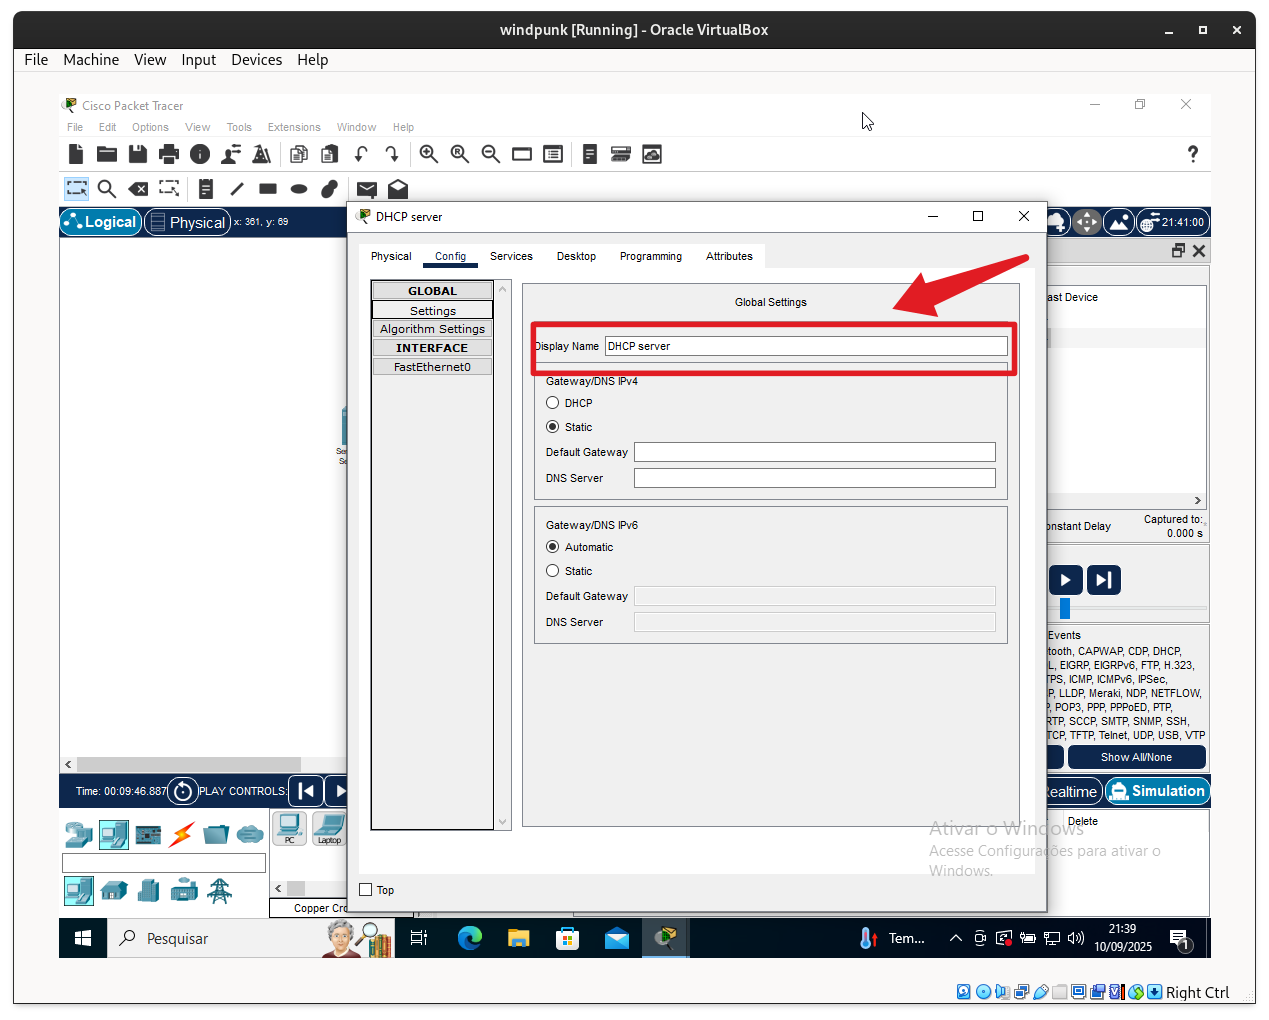 windpunk [Running] - Oracle VirtualBox
File Machine View Input Devices Help
Cisco Packet Tracer
File Edit Options View Tools Extensions Window Help
Logical Physical x: 361, y: 69
21:41:00
DHCP server
Physical Config Services Desktop Programming Attributes
GLOBAL
Settings
Algorithm Settings
INTERFACE
FastEthernet0
Global Settings
Display Name DHCP server
Gateway/DNS IPv4
DHCP
Static
Default Gateway
DNS Server
Gateway/DNS IPv6
Automatic
Static
Default Gateway
DNS Server
Top
ast Device
onstant Delay
Captured to:
0.000 s
Events
tooth, CAPWAP, CDP, DHCP,
L, EIGRP, EIGRPv6, FTP, H.323,
TPS, ICMP, ICMPv6, IPSec,
P, LLDP, Meraki, NDP, NETFLOW,
P, POP3, PPP, PPPoED, PTP,
RTP, SCCP, SMTP, SNMP, SSH,
TCP, TFTP, Telnet, UDP, USB, VTP
Show All/None
Time: 00:09:46.887 PLAY CONTROLS:
ealtime Simulation
PC Laptop
Delete
Ativar o Windows
Acesse Configurações para ativar o
Windows.
Copper Cro
Pesquisar
Tem...
21:39
10/09/2025
1
Right Ctrl